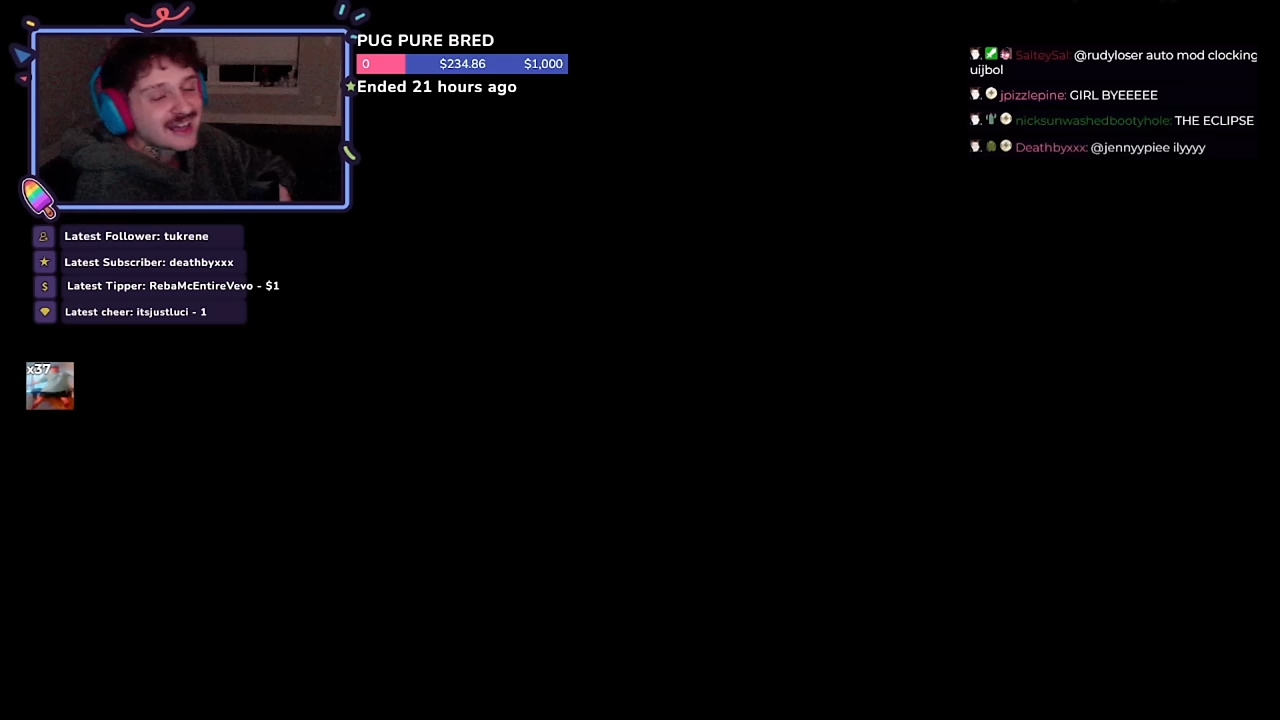 PUG PURE BRED
0 $234.86 $1,000
Ended 21 hours ago
Latest Follower: tukrene
Latest Subscriber: deathbyxxx
Latest Tipper: RebaMcEntireVevo - $1
Latest cheer: itsjustluci - 1
x37
SalteySal: @rudyloser auto mod clocking
uijbol
jpizzlepine: GIRL BYEEEEE
nicksunwashedbootyhole: THE ECLIPSE
Deathbyxxx: @jennyypiee ilyyyy